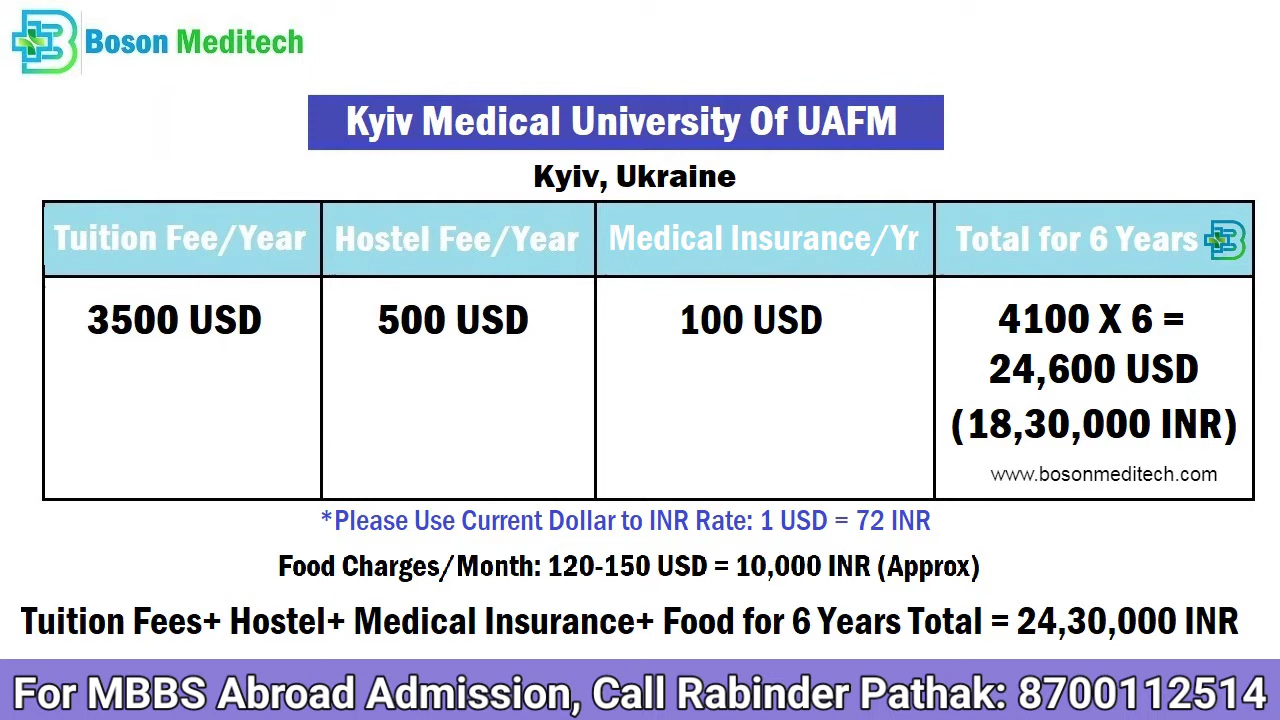 Boson Meditech
Kyiv Medical University Of UAFM
Kyiv, Ukraine
Tuition Fee/Year
Hostel Fee/Year
Medical Insurance/Yr
Total for 6 Years
3500 USD
500 USD
100 USD
4100 X 6 =
24,600 USD
(18,30,000 INR)
www.bosonmeditech.com
*Please Use Current Dollar to INR Rate: 1 USD = 72 INR
Food Charges/Month: 120-150 USD = 10,000 INR (Approx)
Tuition Fees+ Hostel+ Medical Insurance+ Food for 6 Years Total = 24,30,000 INR
For MBBS Abroad Admission, Call Rabinder Pathak: 8700112514